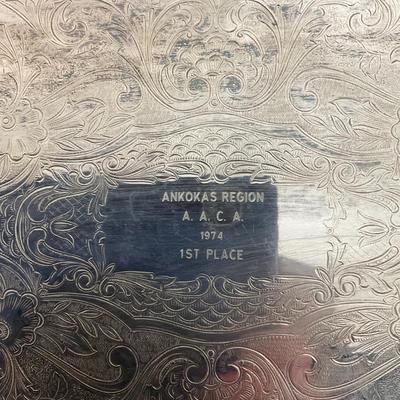 ANKOKAS REGION
A. A. C. A.
1974
1ST PLACE